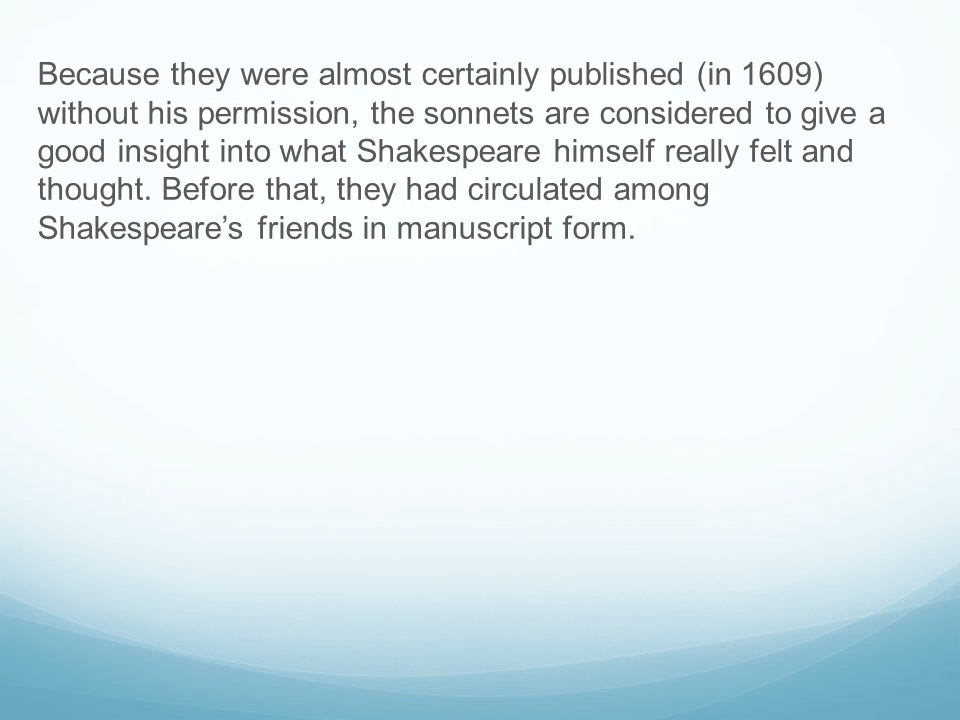 Because they were almost certainly published (in 1609)
without his permission, the sonnets are considered to give a
good insight into what Shakespeare himself really felt and
thought. Before that, they had circulated among
Shakespeare’s friends in manuscript form.